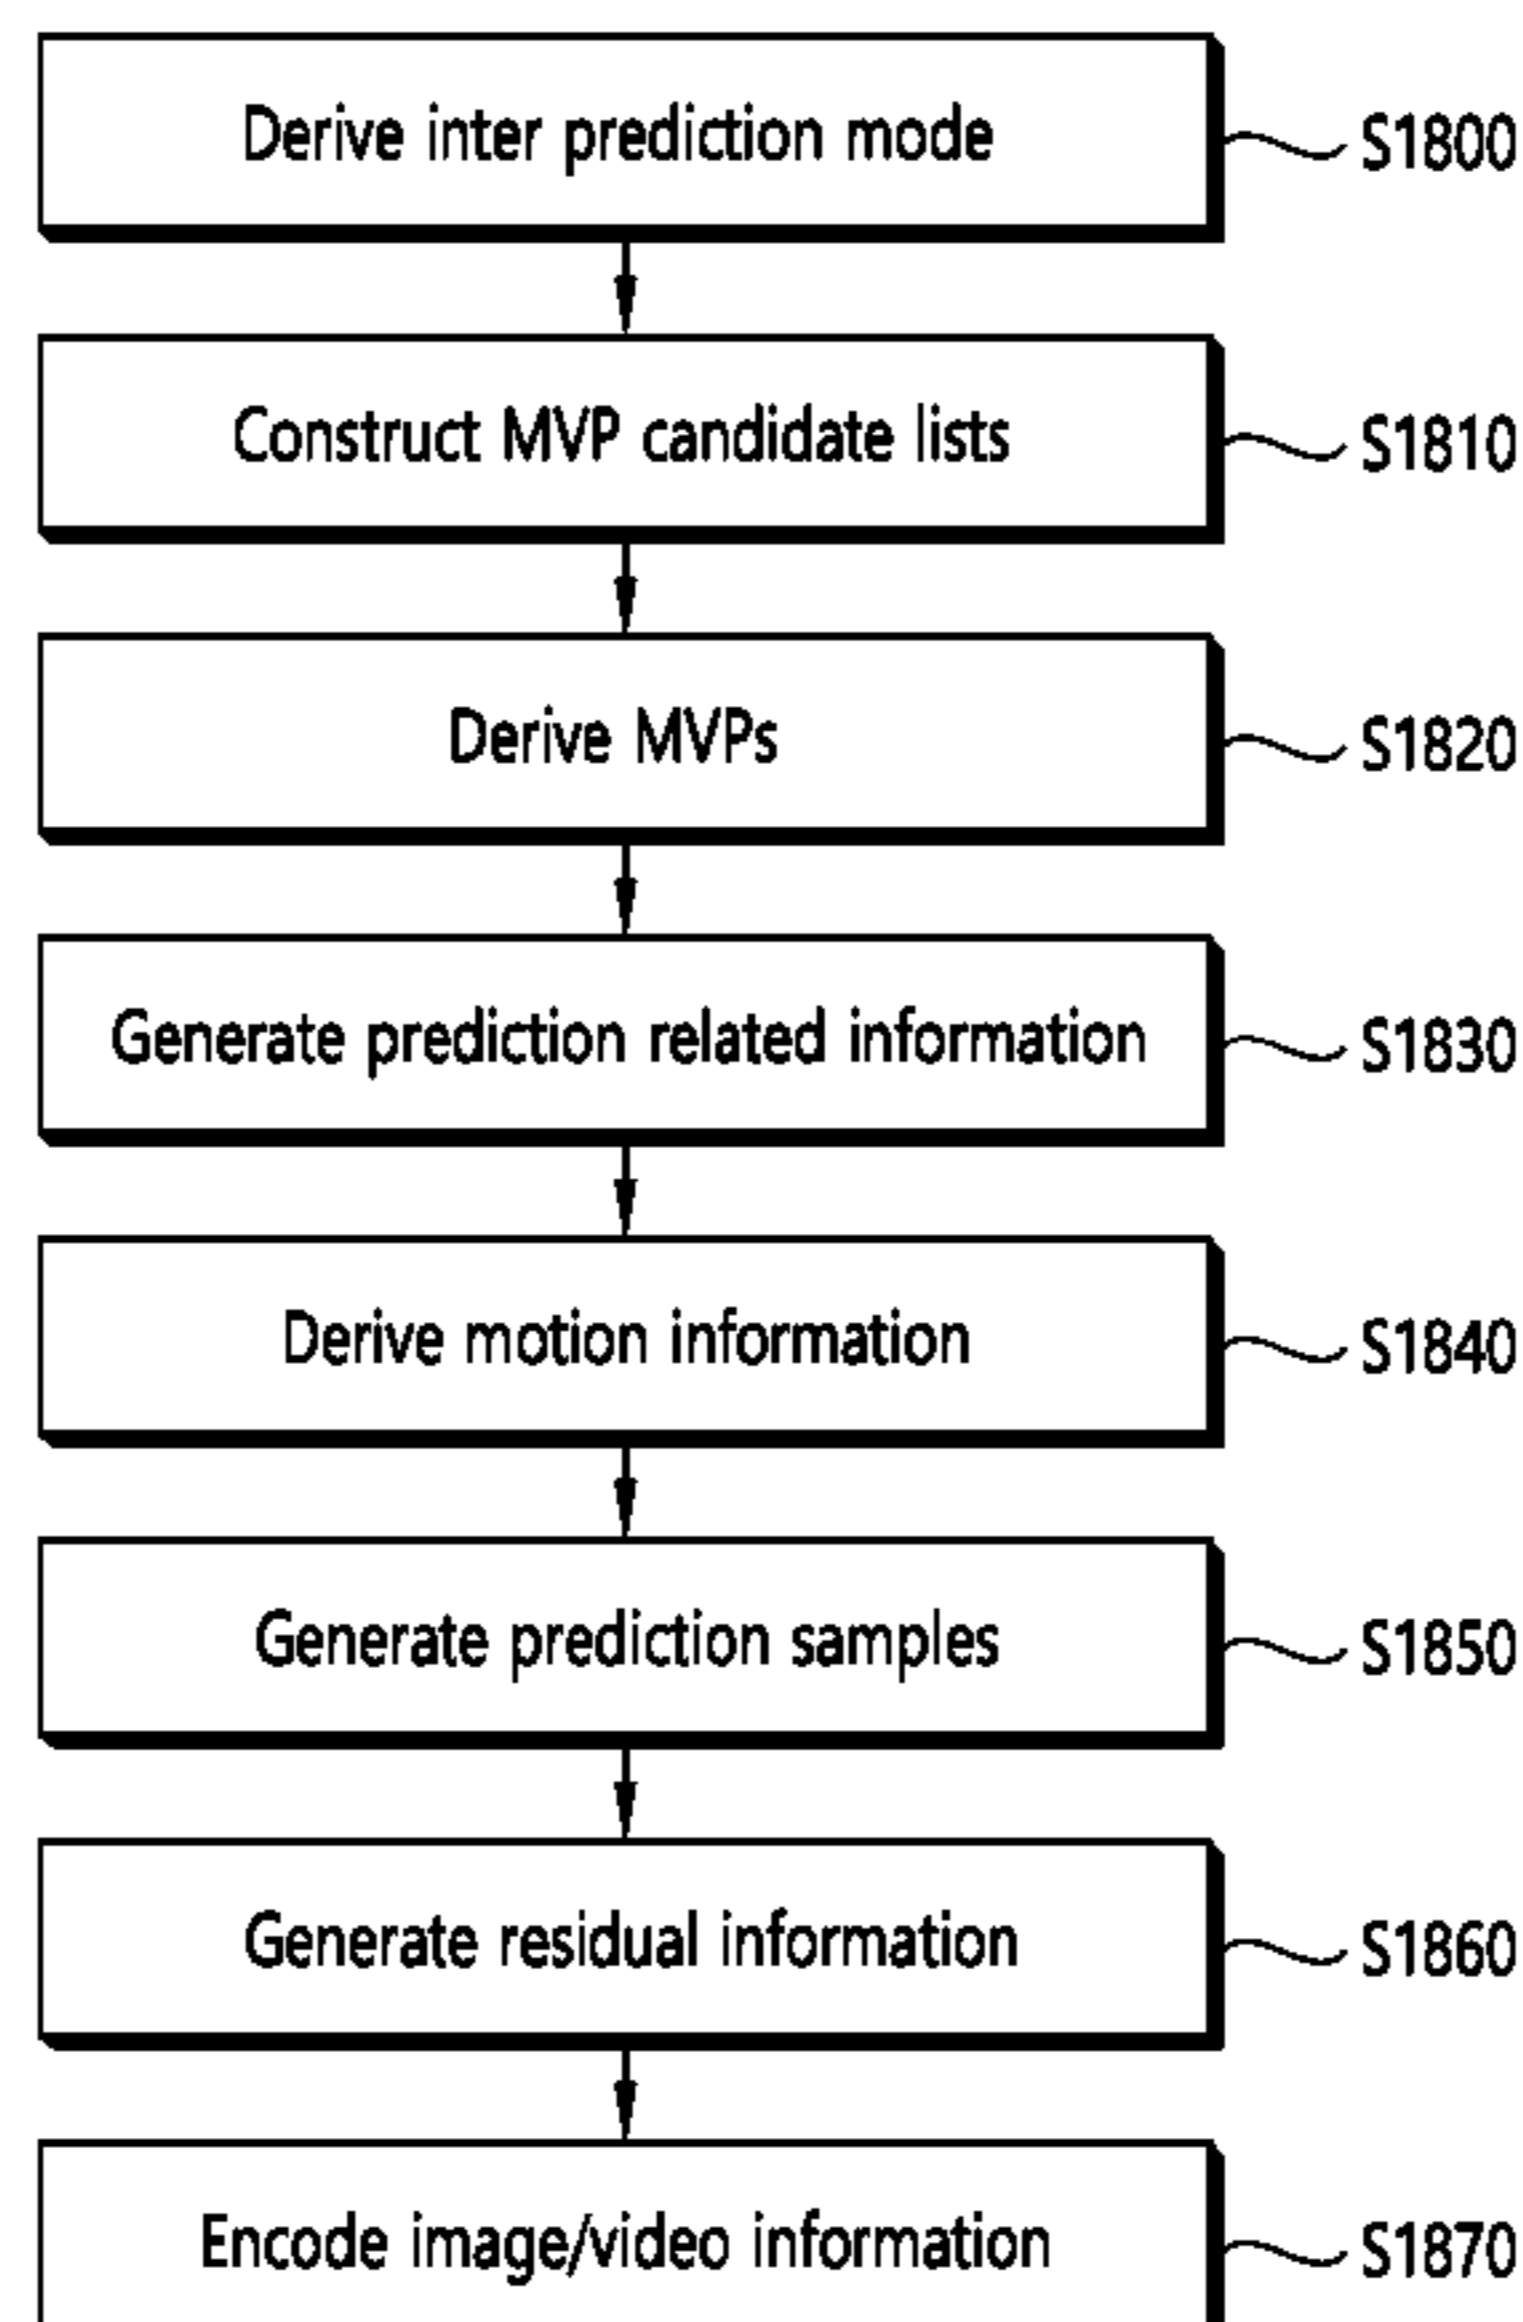 Derive inter prediction mode S1800
Construct MVP candidate lists S1810
Derive MVPs S1820
Generate prediction related information S1830
Derive motion information S1840
Generate prediction samples S1850
Generate residual information S1860
Encode image/video information S1870